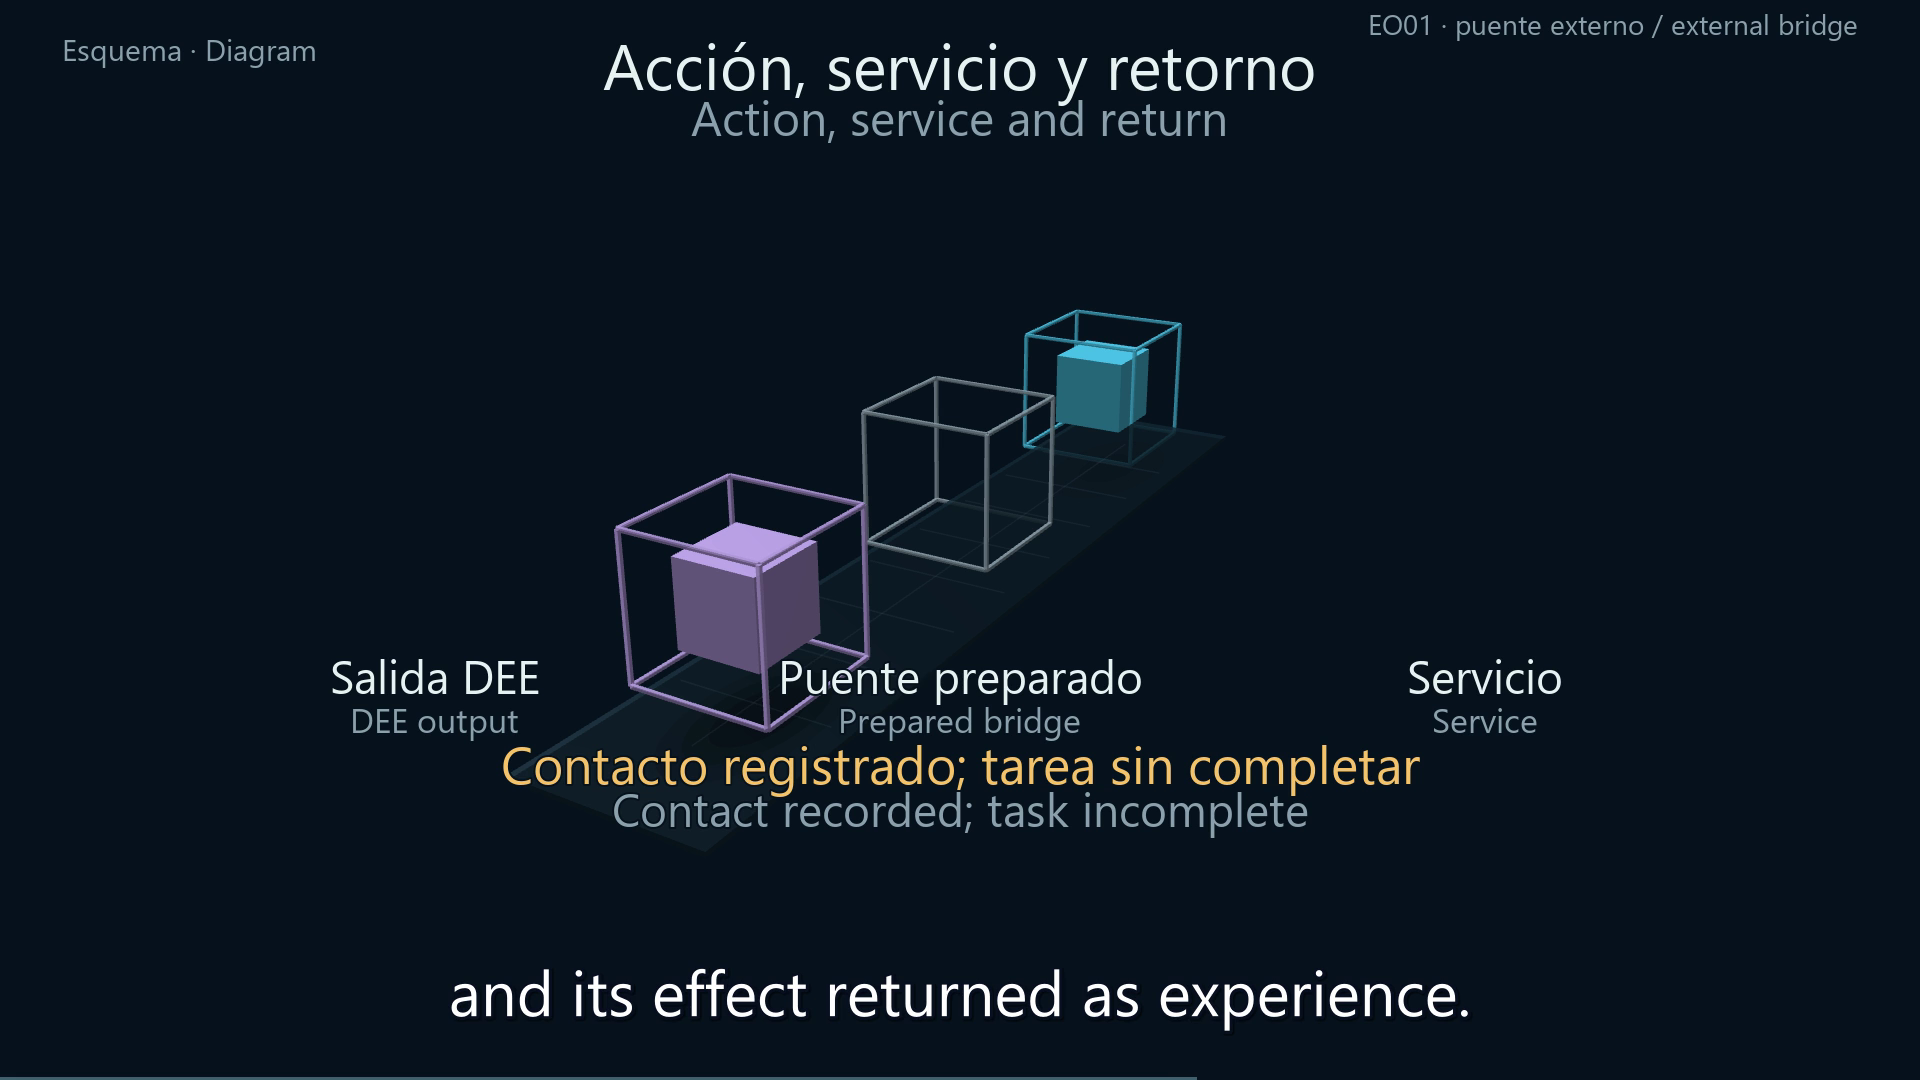 Esquema · Diagram
EO01 · puente externo / external bridge
Acción, servicio y retorno
Action, service and return
Salida DEE
DEE output
Puente preparado
Prepared bridge
Servicio
Service
Contacto registrado; tarea sin completar
Contact recorded; task incomplete
and its effect returned as experience.